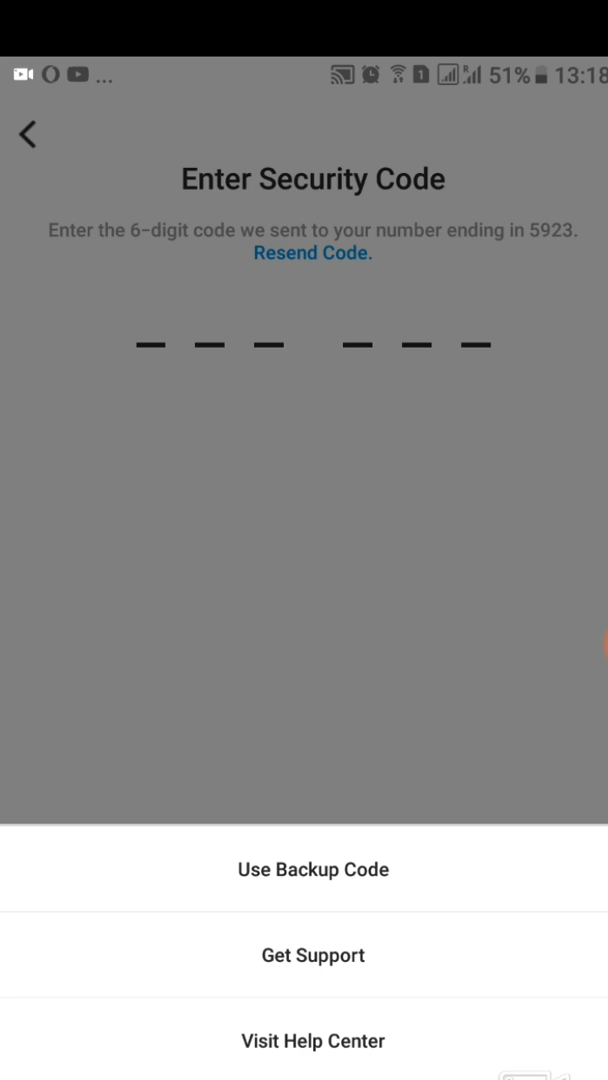 ... 1 R 51% 13:18
Enter Security Code
Enter the 6-digit code we sent to your number ending in 5923.
Resend Code.
Use Backup Code
Get Support
Visit Help Center